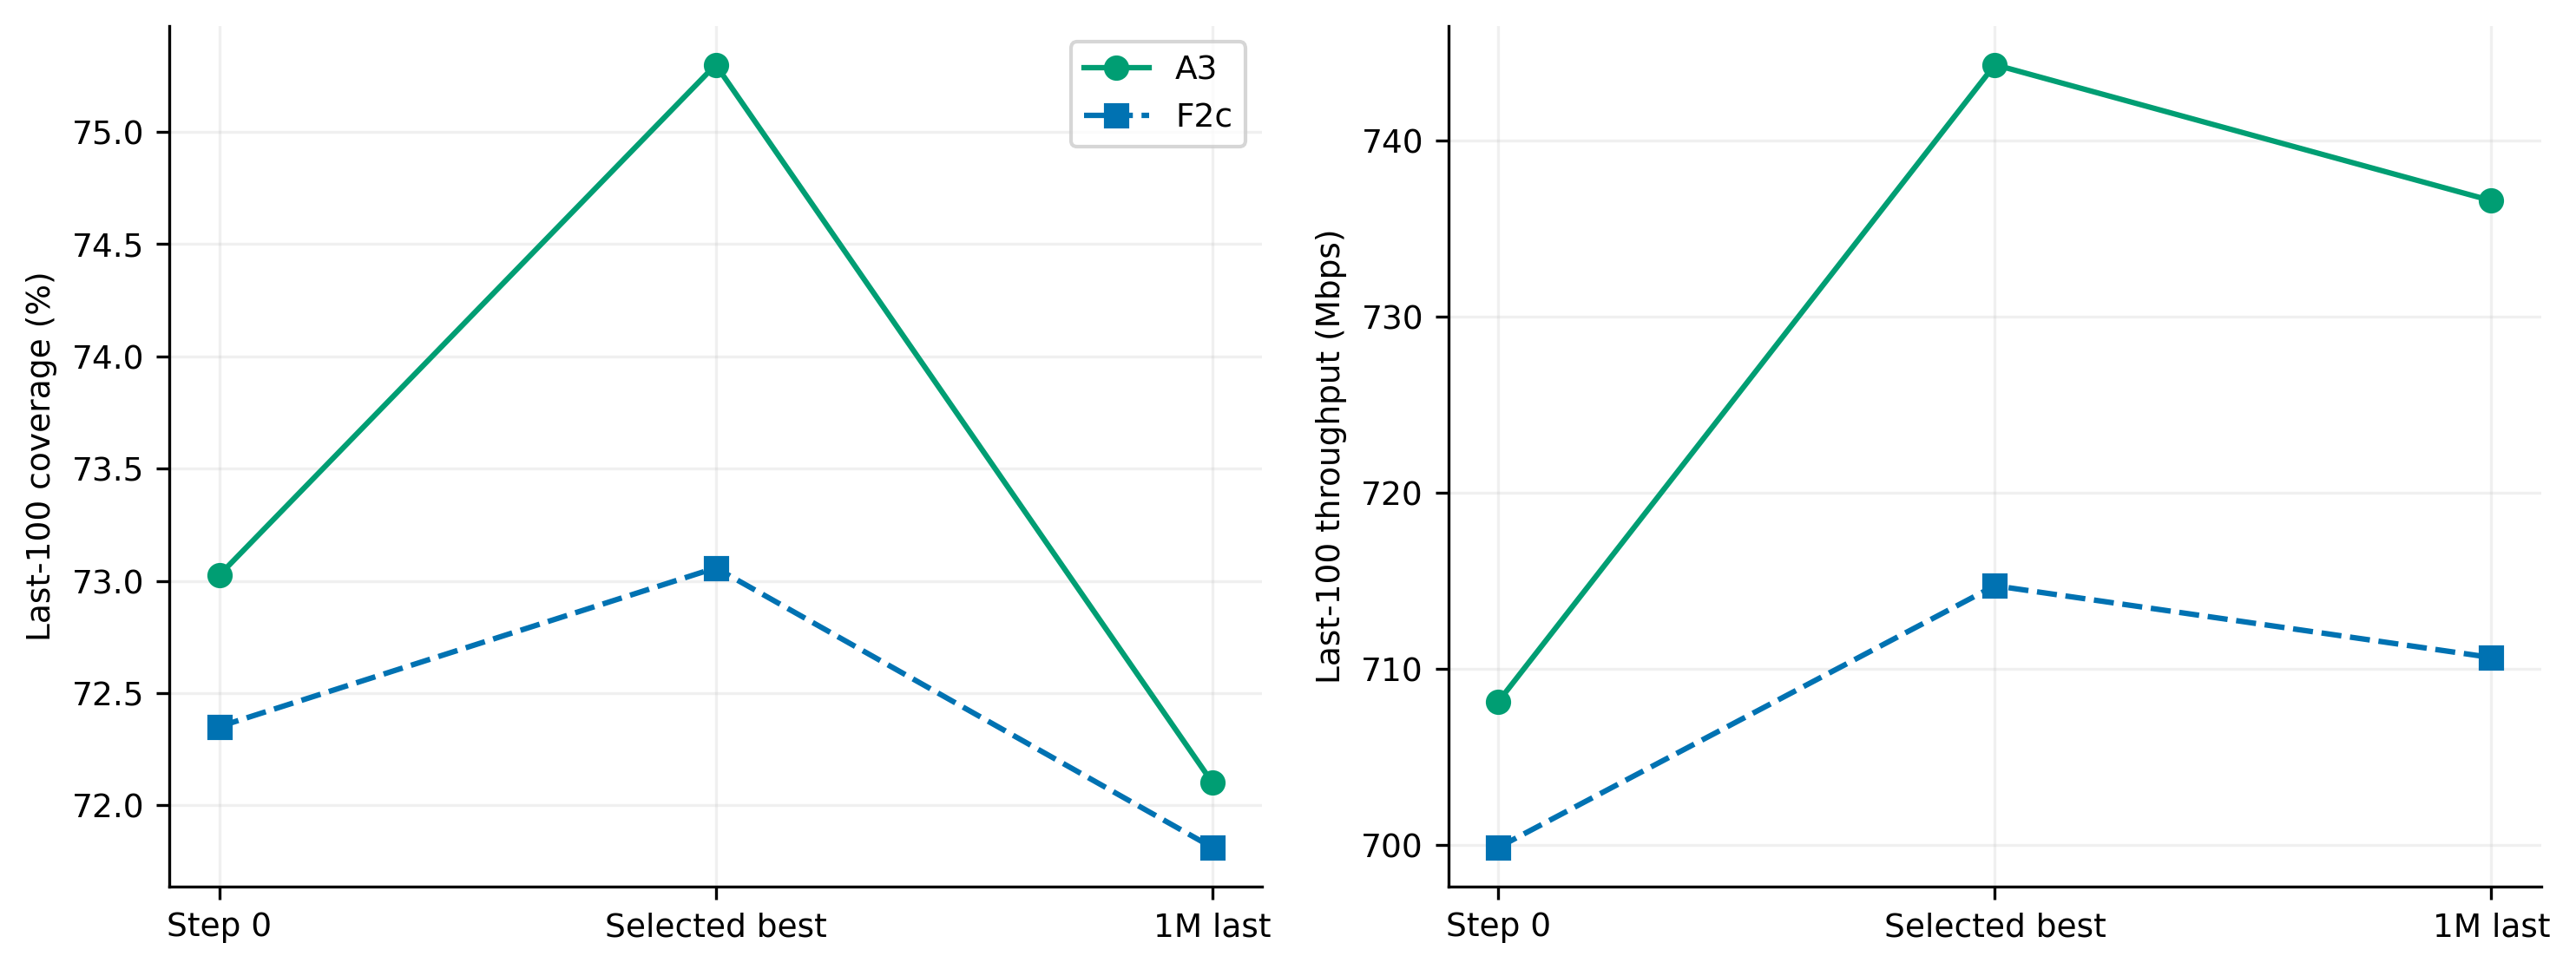 Last-100 coverage (%)
75.0
74.5
74.0
73.5
73.0
72.5
72.0
Step 0
Selected best
1M last
A3
F2c
Last-100 throughput (Mbps)
740
730
720
710
700
Step 0
Selected best
1M last